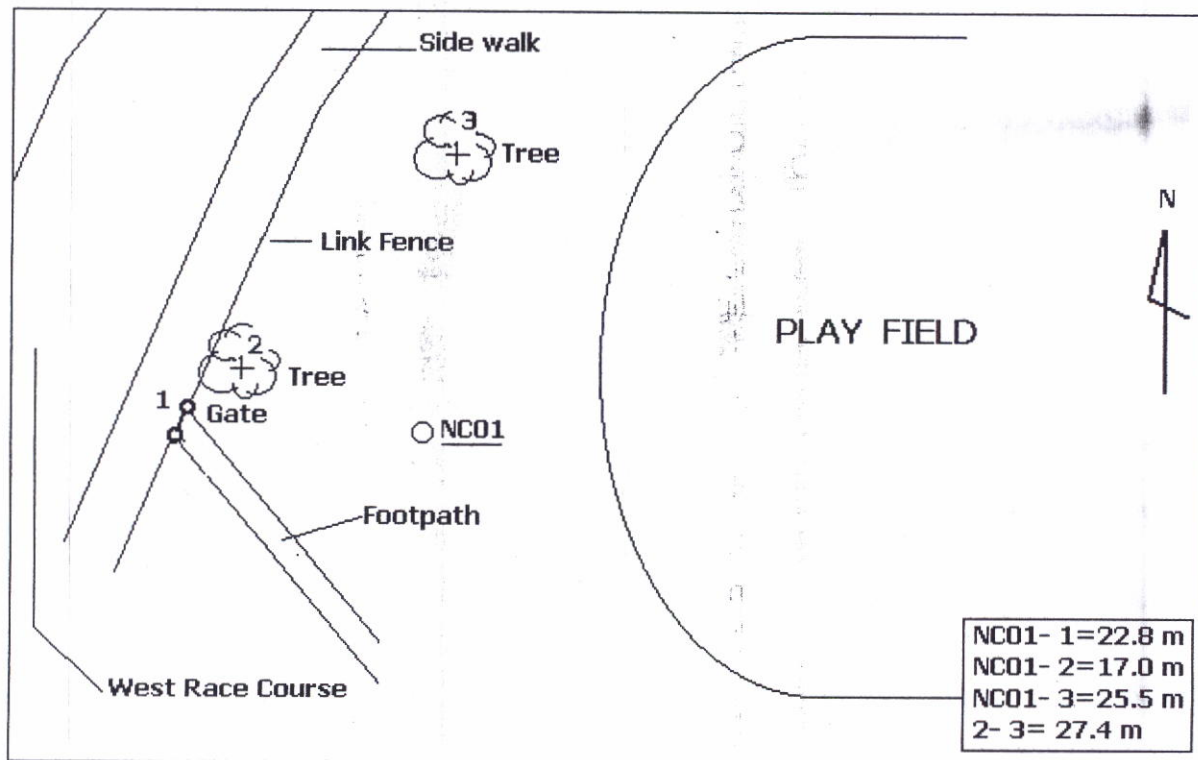 Side walk
3
Tree
N
Link Fence
PLAY FIELD
2
Tree
1
Gate
NC01
Footpath
West Race Course
NC01- 1=22.8 m
NC01- 2=17.0 m
NC01- 3=25.5 m
2- 3= 27.4 m